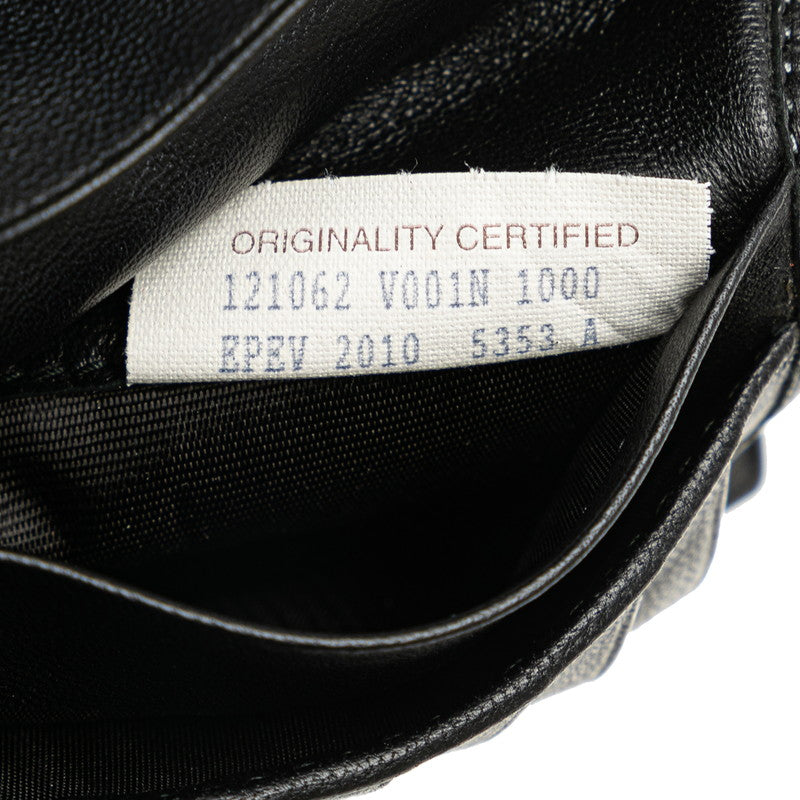 ORIGINALITY CERTIFIED
121062 V001N 1000
EPEV 2010 5353 A